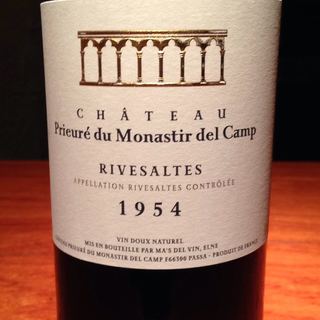 CHÂTEAU
Prieuré du Monastir del Camp
RIVESALTES
APPELLATION RIVESALTES CONTRÔLÉE
1954
VIN DOUX NATUREL
MIS EN BOUTEILLE PAR MA'S DEL VIN, ELNE
CHÂTEAU PRIEURÉ DU MONASTIR DEL CAMP F66300 PASSA - PRODUIT DE FRANCE